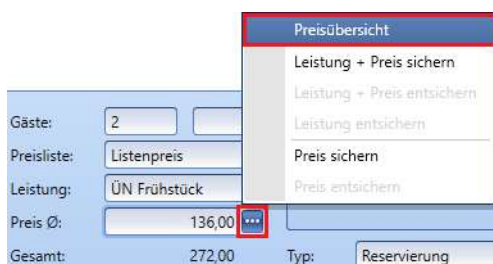 Preisübersicht
Leistung + Preis sichern
Leistung + Preis entsichern
Leistung entsichern
Preis sichern
Preis entsichern
Gäste: 2
Preisliste: Listenpreis
Leistung: ÜN Frühstück
Preis Ø: 136,00 ...
Gesamt: 272,00 Typ: Reservierung